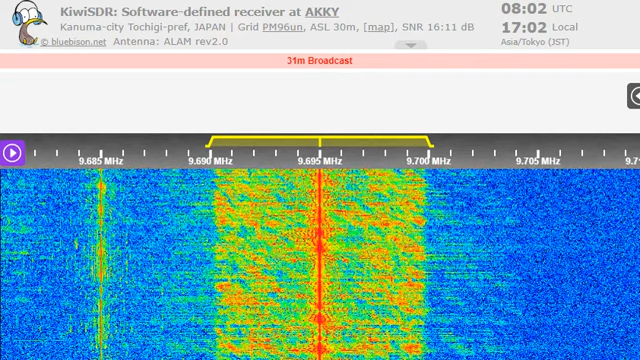 KiwiSDR: Software-defined receiver at AKKY
Kanuma-city Tochigi-pref, JAPAN | Grid PM96un, ASL 30m, [map], SNR 16:11 dB
© bluebison.net Antenna: ALAM rev2.0
08:02 UTC
17:02 Local
Asia/Tokyo (JST)
31m Broadcast
9.685 MHz 9.690 MHz 9.695 MHz 9.700 MHz 9.705 MHz 9.71